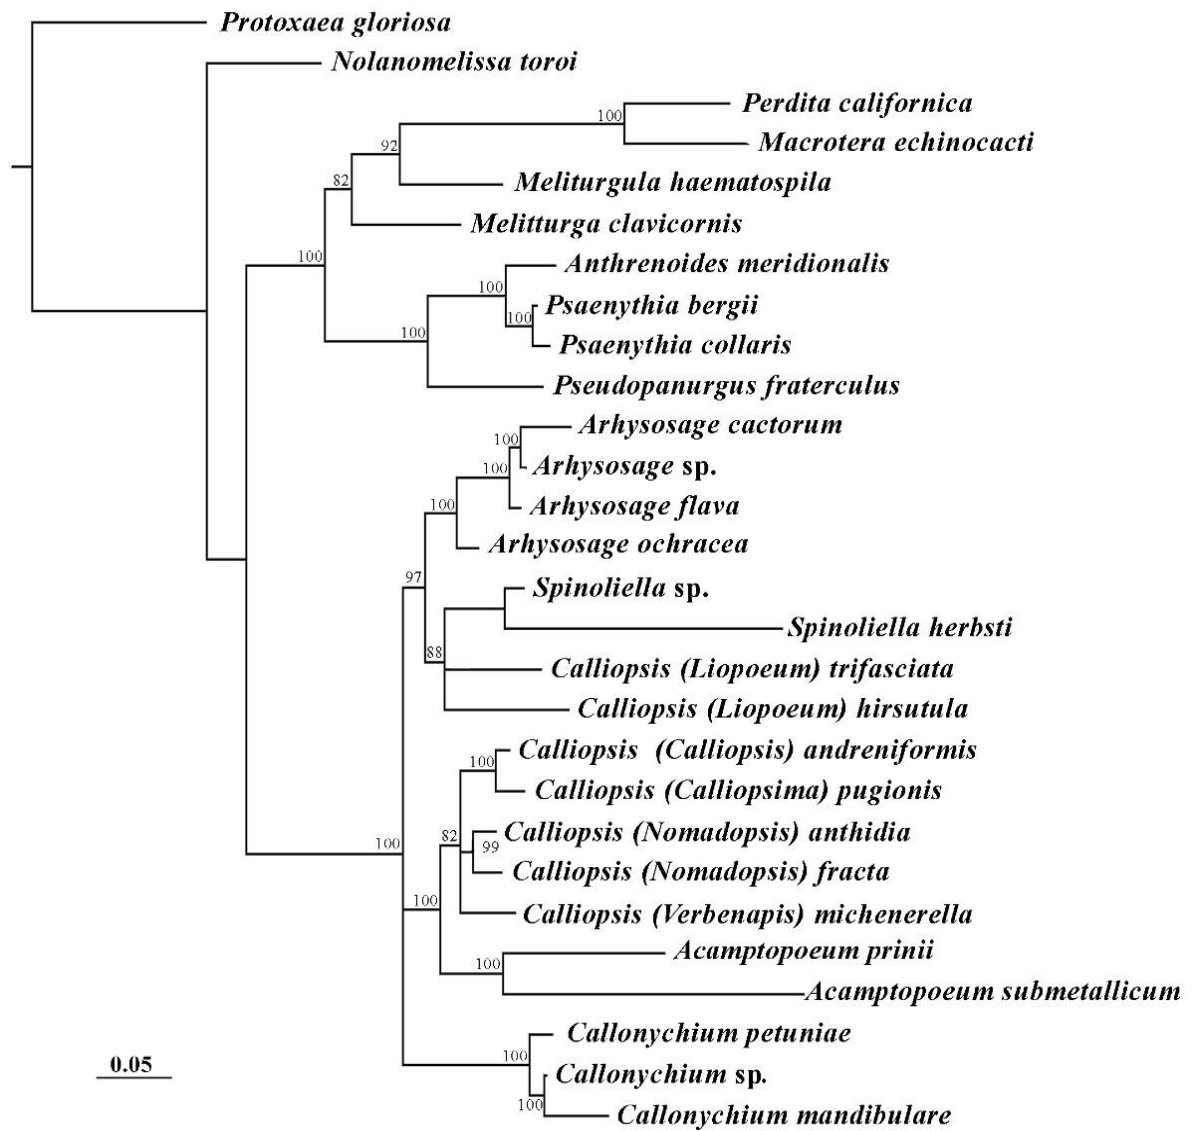 Protoxaea gloriosa
Nolanomelissa toroi
Perdita californica
100
Macrotera echinocacti
92
Meliturgula haematospila
82
Melitturga clavicornis
100
Anthrenoides meridionalis
100
Psaenythia bergii
100
100
Psaenythia collaris
Pseudopanurgus fraterculus
Arhysosage cactorum
100
Arhysosage sp.
100
Arhysosage flava
100
Arhysosage ochracea
97
Spinoliella sp.
Spinoliella herbsti
88
Calliopsis (Liopoeum) trifasciata
Calliopsis (Liopoeum) hirsutula
Calliopsis (Calliopsis) andreniformis
100
Calliopsis (Calliopsima) pugionis
Calliopsis (Nomadopsis) anthidia
82
99
100
Calliopsis (Nomadopsis) fracta
100
Calliopsis (Verbenapis) michenerella
Acamptopoeum prinii
100
Acamptopoeum submetallicum
Callonychium petuniae
100
0.05
Callonychium sp.
100
Callonychium mandibulare